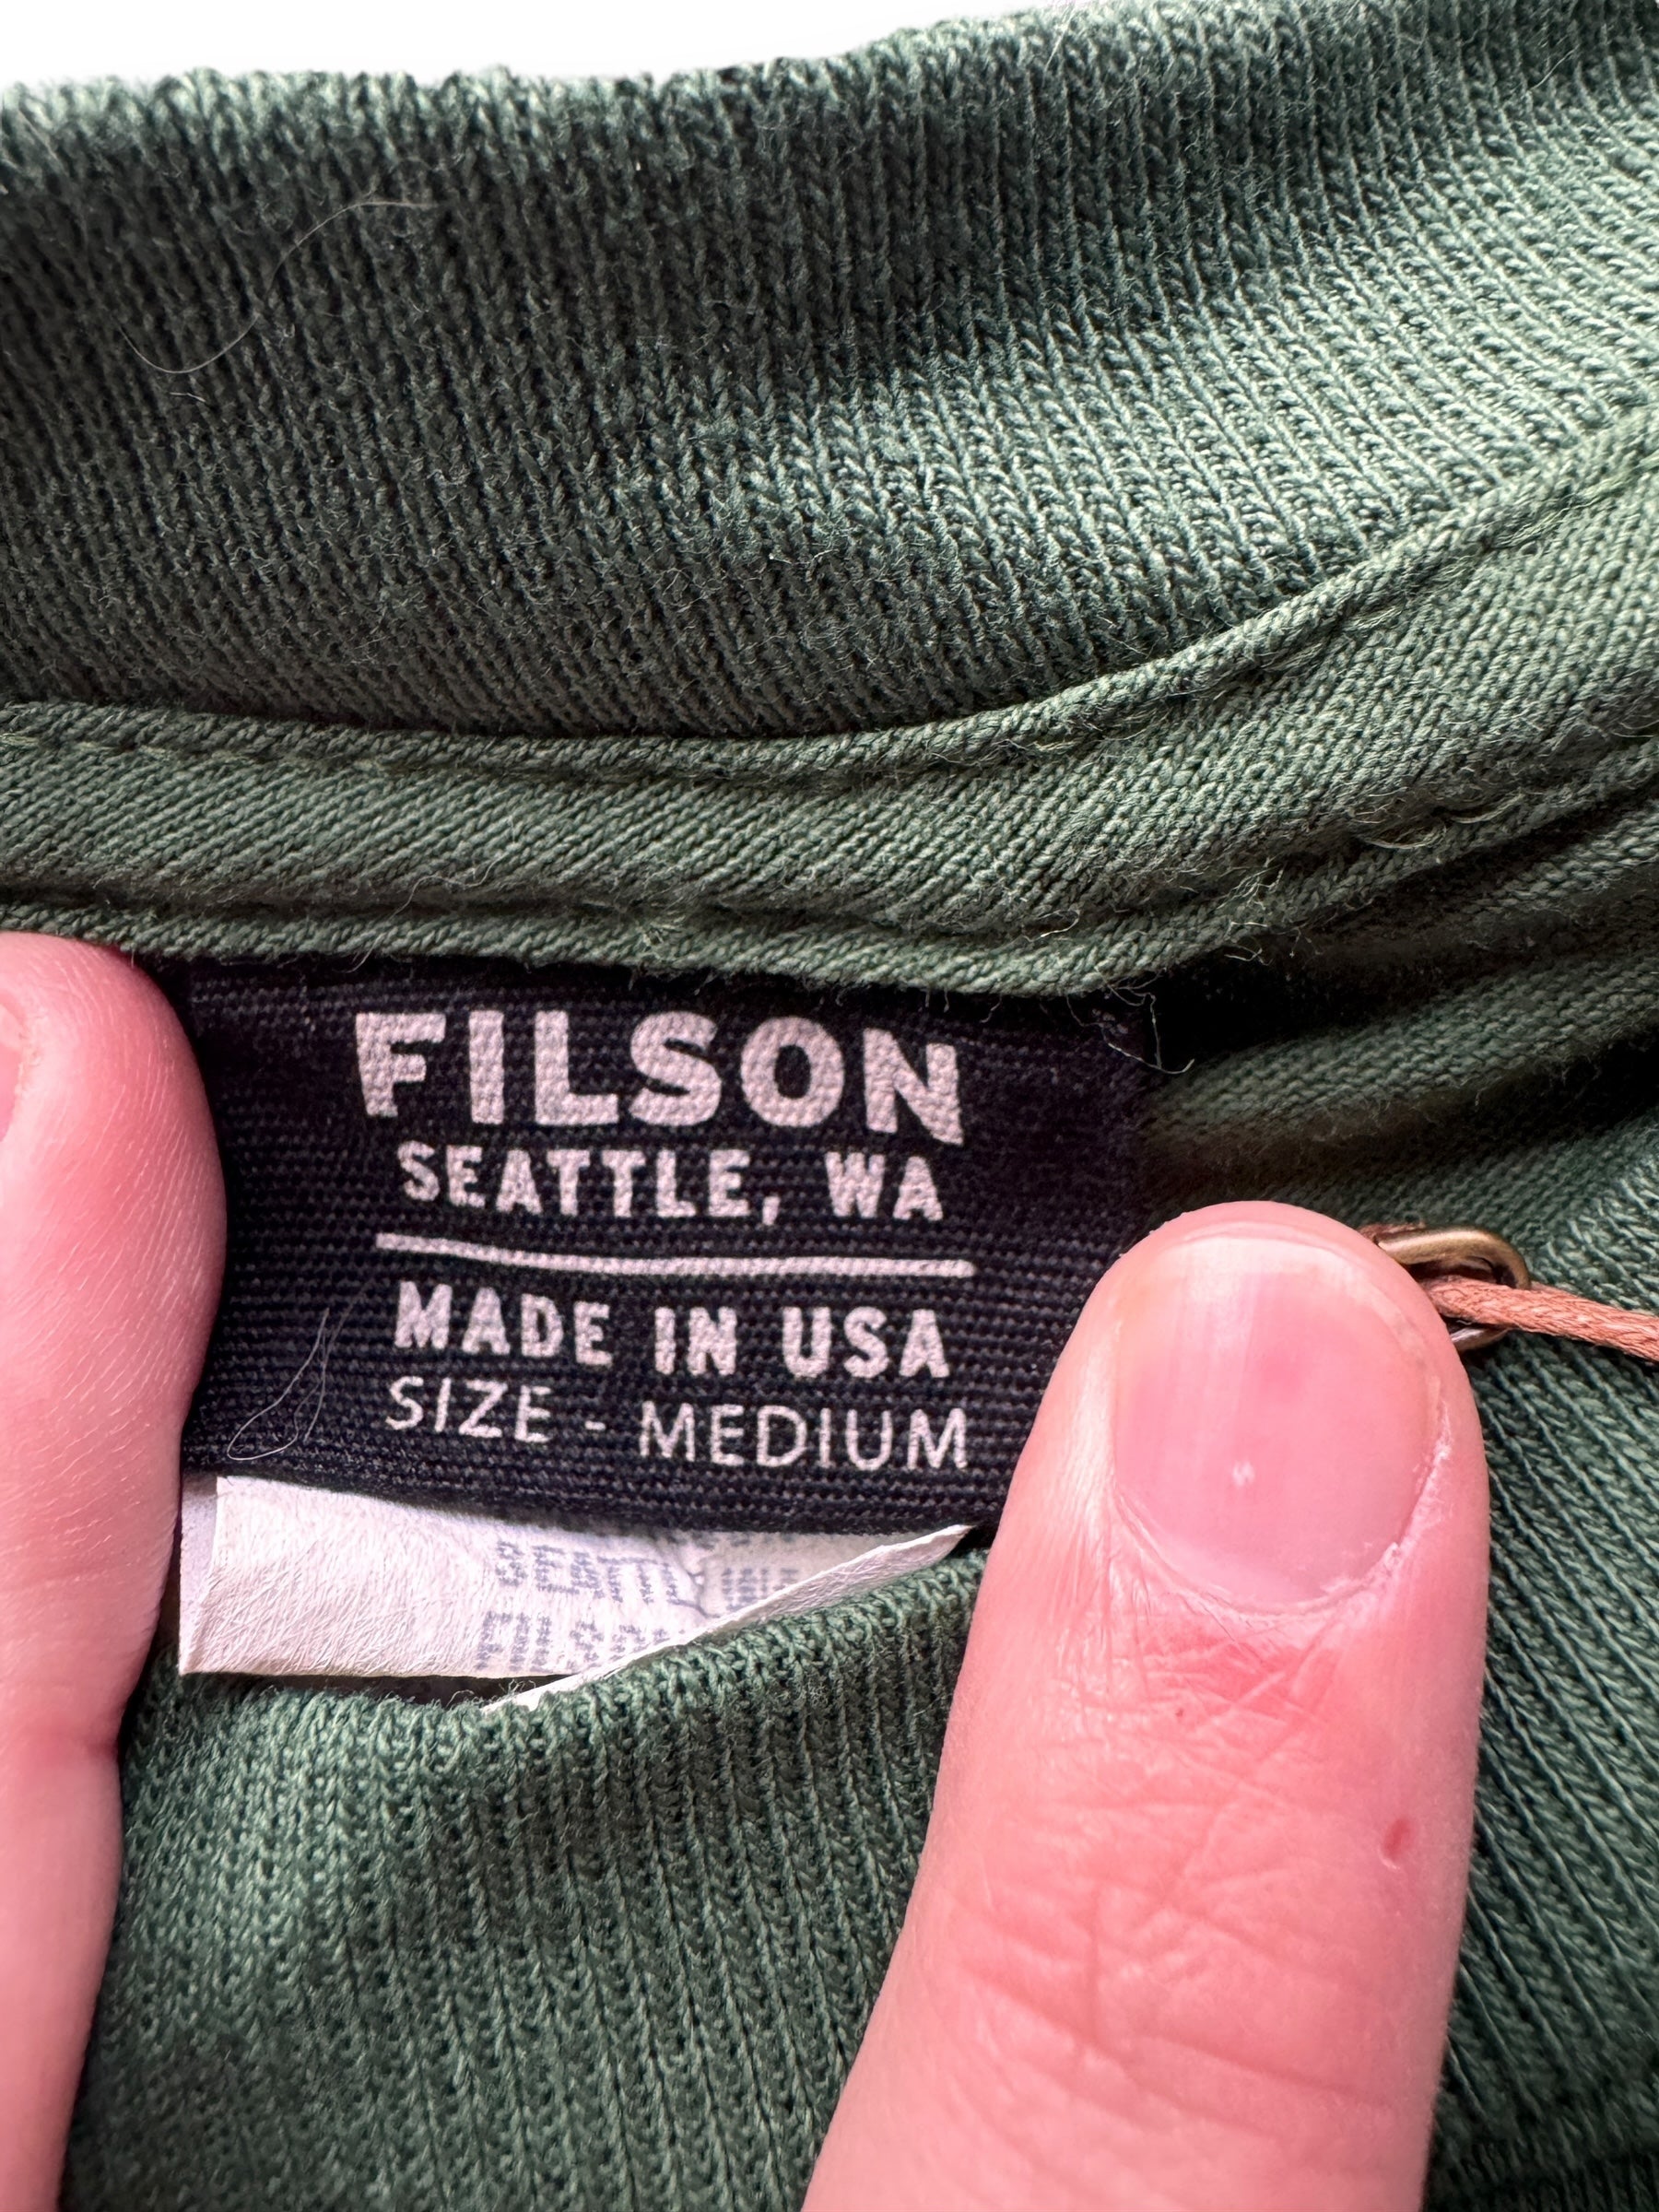 FILSON
SEATTLE, WA
MADE IN USA
SIZE - MEDIUM